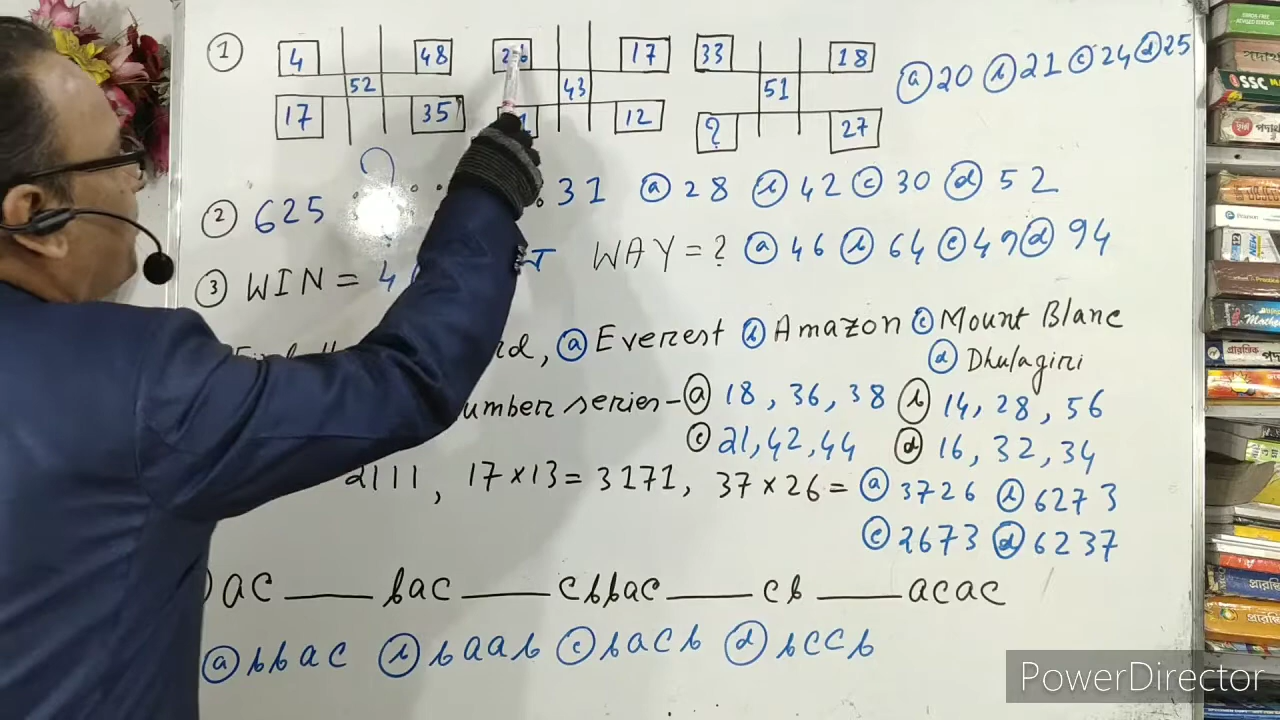 ① 4 48 26 17 33 18 ⓐ 20 ⓑ 21 ⓒ 24 ⓓ 25
52 43 51
17 35 12 ? 27
② 625 ? 31 ⓐ 28 ⓑ 42 ⓒ 30 ⓓ 52
③ WIN = WAY = ? ⓐ 46 ⓑ 64 ⓒ 49 ⓓ 94
ⓐ Everest ⓑ Amazon ⓒ Mount Blanc
ⓓ Dhulagiri
number series - ⓐ 18, 36, 38 ⓑ 14, 28, 56
ⓒ 21, 42, 44 ⓓ 16, 32, 34
2111, 17×13 = 3171, 37×26 = ⓐ 3726 ⓑ 6273
ⓒ 2673 ⓓ 6237
ac ___ bac ___ cbbac ___ cb ___ acac
ⓐ bbac ⓑ baab ⓒ bacb ⓓ bccb
SSC
PowerDirector